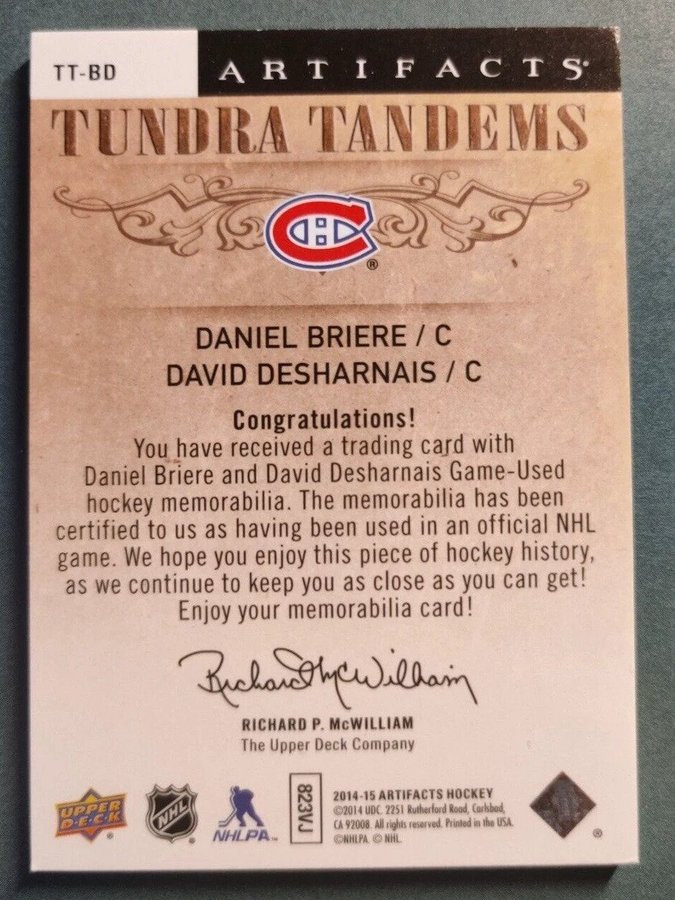 TT-BD
ARTIFACTS
TUNDRA TANDEMS
CH
®
DANIEL BRIERE / C
DAVID DESHARNAIS / C
Congratulations!
You have received a trading card with
Daniel Briere and David Desharnais Game-Used
hockey memorabilia. The memorabilia has been
certified to us as having been used in an official NHL
game. We hope you enjoy this piece of hockey history,
as we continue to keep you as close as you can get!
Enjoy your memorabilia card!
Richard McWilliam
RICHARD P. McWILLIAM
The Upper Deck Company
UPPER
DECK
®
NHL
NHLPA
823VJ
2014-15 ARTIFACTS HOCKEY
©2014 UDC. 2251 Rutherford Road, Carlsbad,
CA 92008. All rights reserved. Printed in the USA.
©NHLPA. © NHL.
®